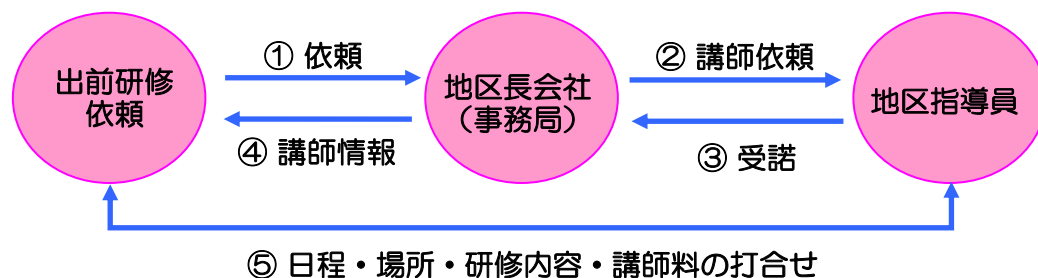 ① 依頼
② 講師依頼
出前研修
依頼
地区長会社
（事務局）
地区指導員
④ 講師情報
③ 受諾
⑤ 日程・場所・研修内容・講師料の打合せ